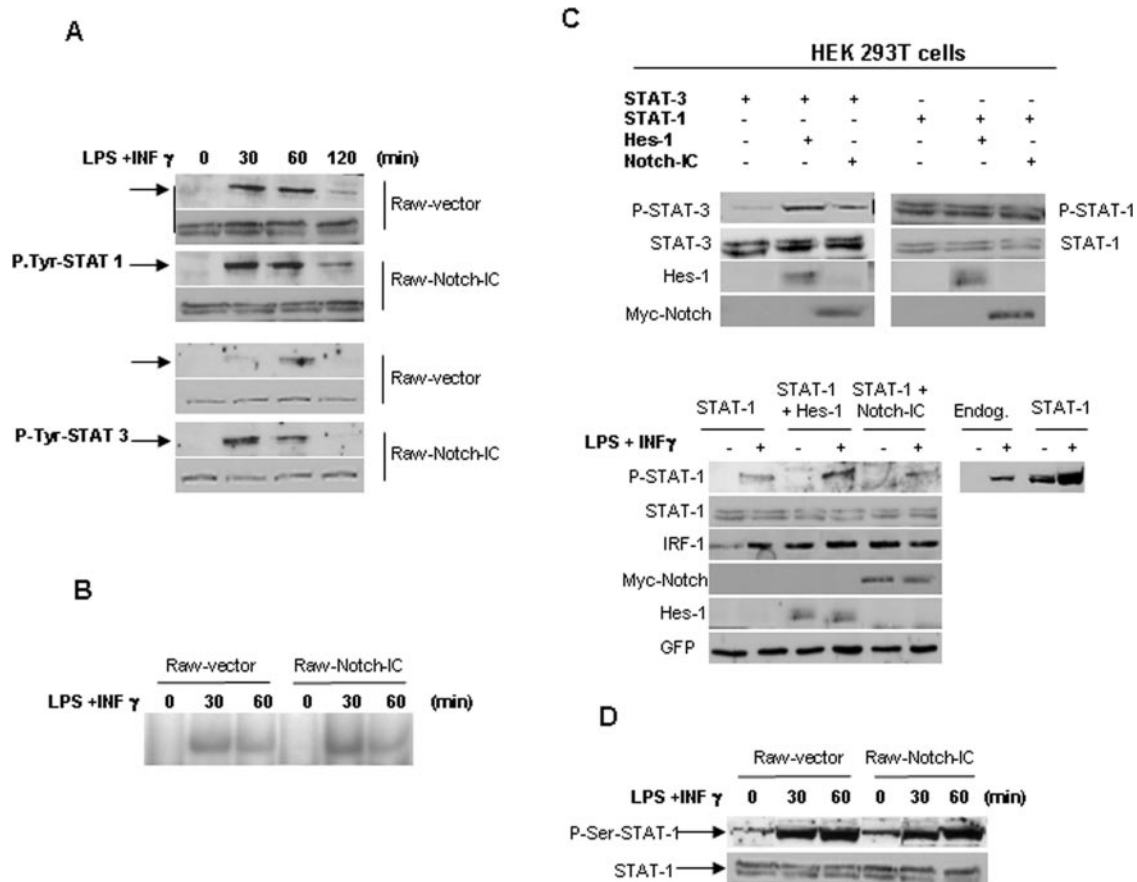 A
LPS +INF γ 0 30 60 120 (min)
Raw-vector
P.Tyr-STAT 1
Raw-Notch-IC
Raw-vector
P-Tyr-STAT 3
Raw-Notch-IC
B
Raw-vector Raw-Notch-IC
LPS +INF γ 0 30 60 0 30 60 (min)
C
HEK 293T cells
STAT-3 + + + - - -
STAT-1 - - - + + +
Hes-1 - + - - + -
Notch-IC - - + - - +
P-STAT-3 P-STAT-1
STAT-3 STAT-1
Hes-1
Myc-Notch
STAT-1 STAT-1 + Hes-1 STAT-1 + Notch-IC Endog. STAT-1
LPS + INFγ - + - + - + - + - +
P-STAT-1
STAT-1
IRF-1
Myc-Notch
Hes-1
GFP
D
Raw-vector Raw-Notch-IC
LPS +INF γ 0 30 60 0 30 60 (min)
P-Ser-STAT-1
STAT-1